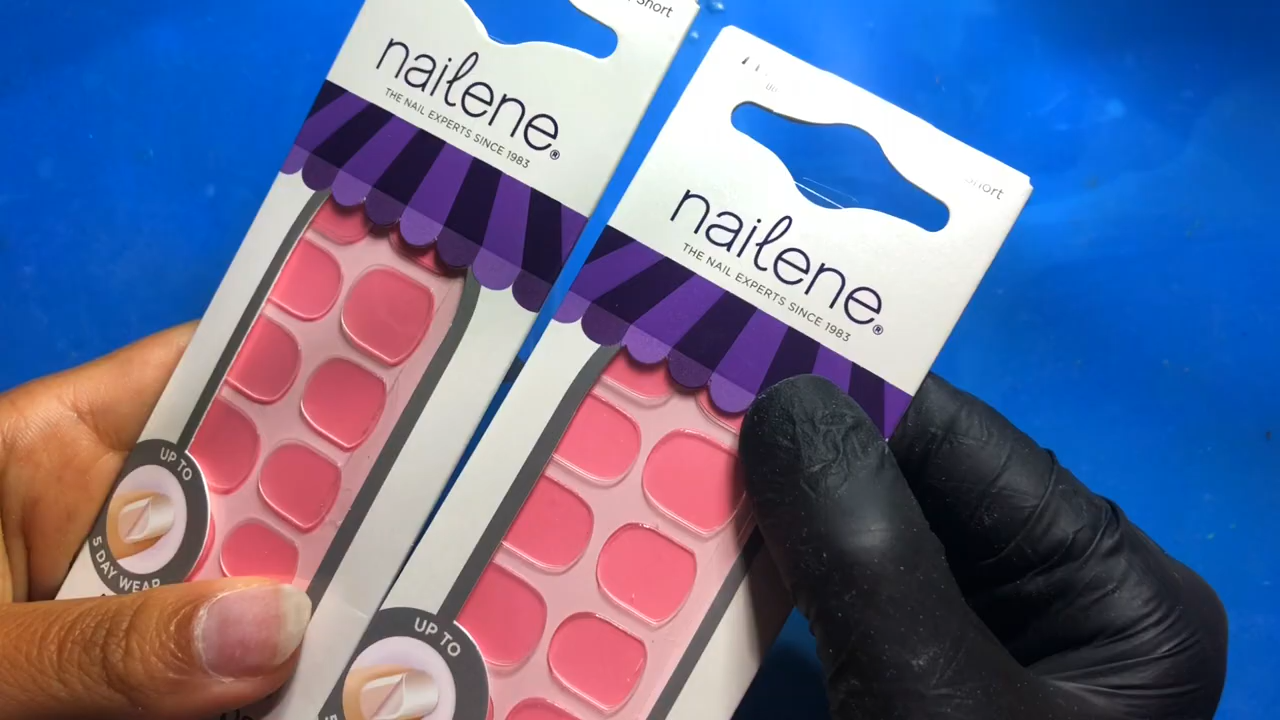 Short
nailene®
THE NAIL EXPERTS SINCE 1983
UP TO
5 DAY WEAR
Short
nailene®
THE NAIL EXPERTS SINCE 1983
UP TO